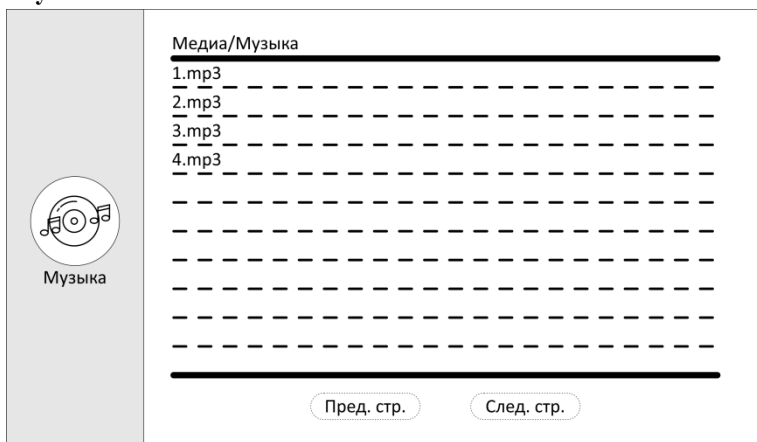 Медиа/Музыка
1.mp3
2.mp3
3.mp3
4.mp3
Музыка
Пред. стр.
След. стр.